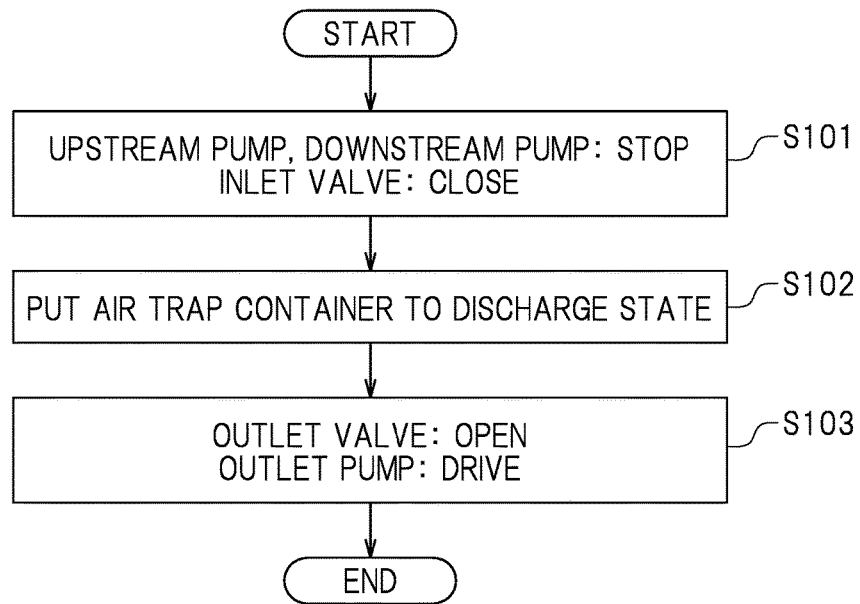 START
UPSTREAM PUMP, DOWNSTREAM PUMP: STOP
INLET VALVE: CLOSE
S101
PUT AIR TRAP CONTAINER TO DISCHARGE STATE
S102
OUTLET VALVE: OPEN
OUTLET PUMP: DRIVE
S103
END